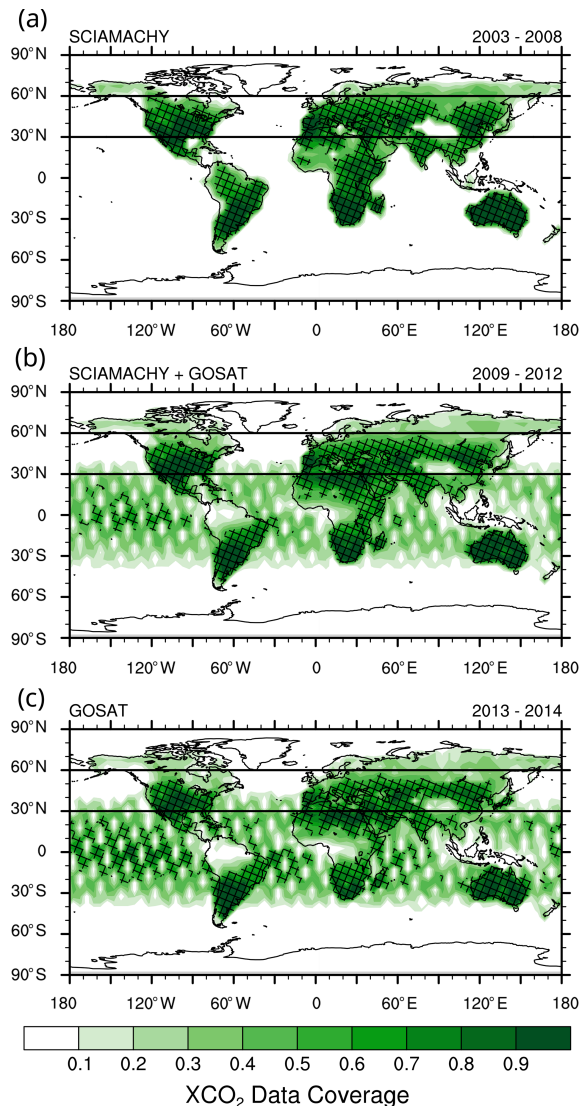 (a)
SCIAMACHY 2003 - 2008
90°N
60°N
30°N
0
30°S
60°S
90°S
180 120°W 60°W 0 60°E 120°E 180
(b)
SCIAMACHY + GOSAT 2009 - 2012
90°N
60°N
30°N
0
30°S
60°S
90°S
180 120°W 60°W 0 60°E 120°E 180
(c)
GOSAT 2013 - 2014
90°N
60°N
30°N
0
30°S
60°S
90°S
180 120°W 60°W 0 60°E 120°E 180
0.1 0.2 0.3 0.4 0.5 0.6 0.7 0.8 0.9
XCO₂ Data Coverage